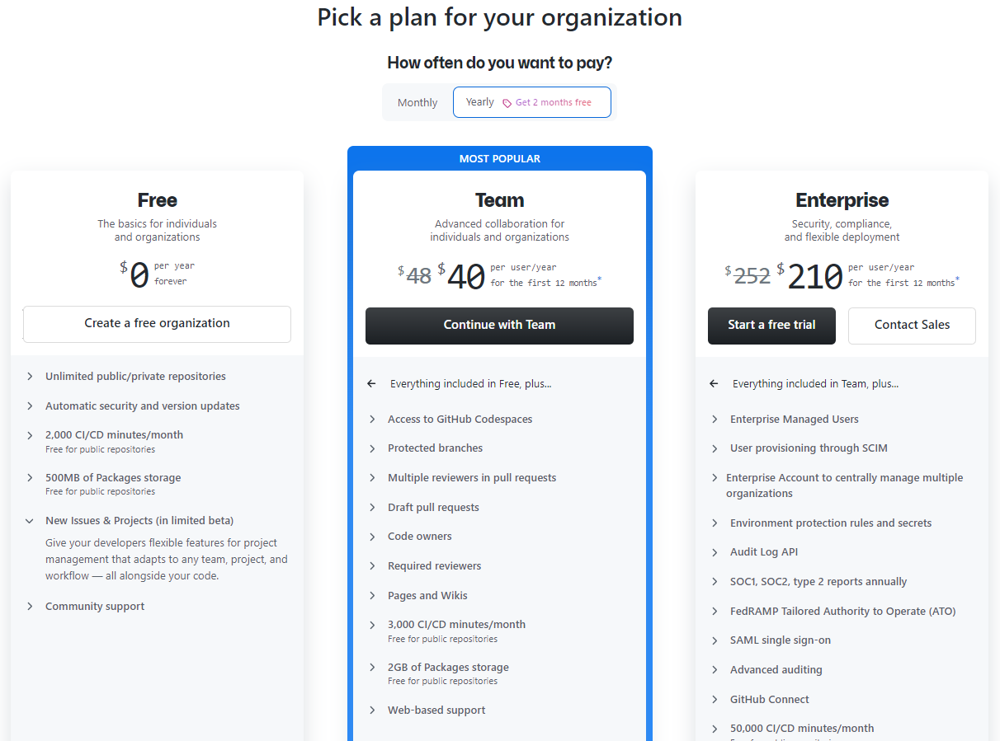 Pick a plan for your organization
How often do you want to pay?
Monthly
Yearly Get 2 months free
MOST POPULAR
Free
The basics for individuals
and organizations
$0 per year
forever
Create a free organization
Unlimited public/private repositories
Automatic security and version updates
2,000 CI/CD minutes/month
Free for public repositories
500MB of Packages storage
Free for public repositories
New Issues & Projects (in limited beta)
Give your developers flexible features for project
management that adapts to any team, project, and
workflow — all alongside your code.
Community support
Team
Advanced collaboration for
individuals and organizations
$48 $40 per user/year
for the first 12 months*
Continue with Team
Everything included in Free, plus...
Access to GitHub Codespaces
Protected branches
Multiple reviewers in pull requests
Draft pull requests
Code owners
Required reviewers
Pages and Wikis
3,000 CI/CD minutes/month
Free for public repositories
2GB of Packages storage
Free for public repositories
Web-based support
Enterprise
Security, compliance,
and flexible deployment
$252 $210 per user/year
for the first 12 months*
Start a free trial
Contact Sales
Everything included in Team, plus...
Enterprise Managed Users
User provisioning through SCIM
Enterprise Account to centrally manage multiple
organizations
Environment protection rules and secrets
Audit Log API
SOC1, SOC2, type 2 reports annually
FedRAMP Tailored Authority to Operate (ATO)
SAML single sign-on
Advanced auditing
GitHub Connect
50,000 CI/CD minutes/month